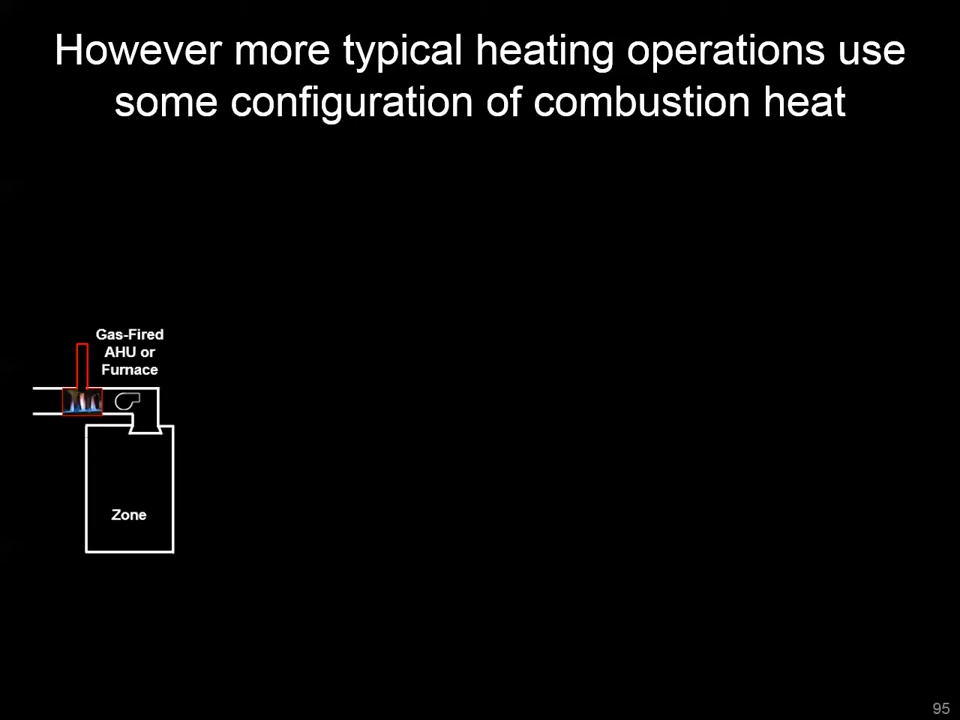 However more typical heating operations use
some configuration of combustion heat
Gas-Fired
AHU or
Furnace
Zone
95